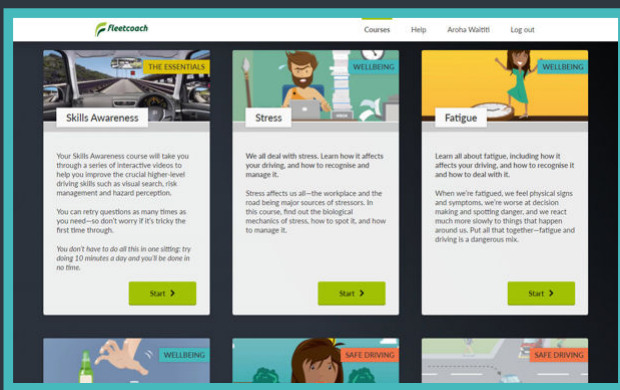 Fleetcoach
Courses Help Aroha Waititi Log out
THE ESSENTIALS
Skills Awareness
Your Skills Awareness course will take you
through a series of interactive videos to
help you improve the crucial higher-level
driving skills such as visual search, risk
management and hazard perception.
You can retry questions as many times as
you need—so don't worry if it's tricky the
first time through.
You don't have to do all this in one sitting: try
doing 10 minutes a day and you'll be done in
no time.
Start
WELLBEING
Stress
We all deal with stress. Learn how it affects
your driving, and how to recognise and
manage it.
Stress affects us all—the workplace and the
road being major sources of stressors. In
this course, find out the biological
mechanics of stress, how to spot it, and how
to manage it.
Start
WELLBEING
Fatigue
Learn all about fatigue, including how it
affects your driving, and how to recognise it
and how to deal with it.
When we're fatigued, we feel physical signs
and symptoms, we're worse at decision
making and spotting danger, and we react
much more slowly to things that happen
around us. Put all that together—fatigue and
driving is a dangerous mix.
Start
WELLBEING
SAFE DRIVING
SAFE DRIVING